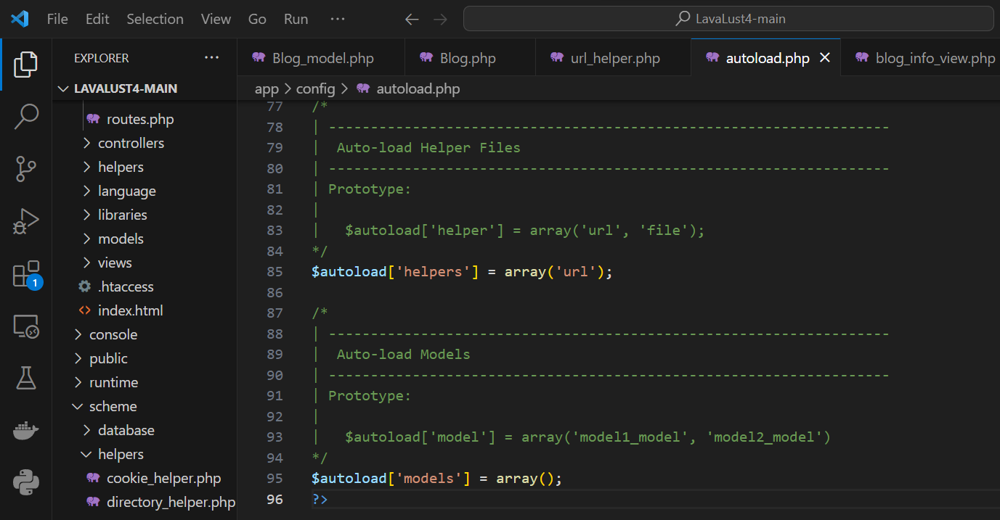 File Edit Selection View Go Run ··· LavaLust4-main
EXPLORER ···
LAVALUST4-MAIN
routes.php
controllers
helpers
language
libraries
models
views
.htaccess
index.html
console
public
runtime
scheme
database
helpers
cookie_helper.php
directory_helper.php
1
Blog_model.php Blog.php url_helper.php autoload.php blog_info_view.php
app > config > autoload.php
77 /*
78 | -------------------------------------------------------------------
79 |  Auto-load Helper Files
80 | -------------------------------------------------------------------
81 | Prototype:
82 |
83 |   $autoload['helper'] = array('url', 'file');
84 */
85 $autoload['helpers'] = array('url');
86
87 /*
88 | -------------------------------------------------------------------
89 |  Auto-load Models
90 | -------------------------------------------------------------------
91 | Prototype:
92 |
93 |   $autoload['model'] = array('model1_model', 'model2_model')
94 */
95 $autoload['models'] = array();
96 ?>